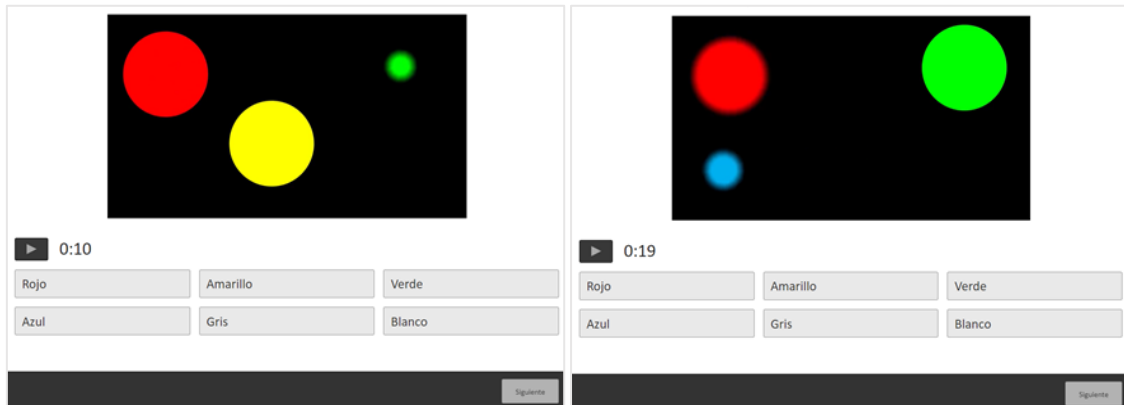 0:10
Rojo Amarillo Verde
Azul Gris Blanco
Siguiente
0:19
Rojo Amarillo Verde
Azul Gris Blanco
Siguiente